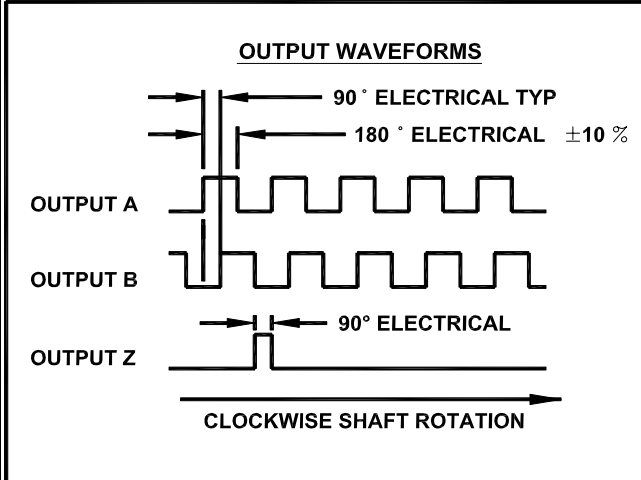 OUTPUT WAVEFORMS
90° ELECTRICAL TYP
180° ELECTRICAL ±10 %
OUTPUT A
OUTPUT B
90° ELECTRICAL
OUTPUT Z
CLOCKWISE SHAFT ROTATION